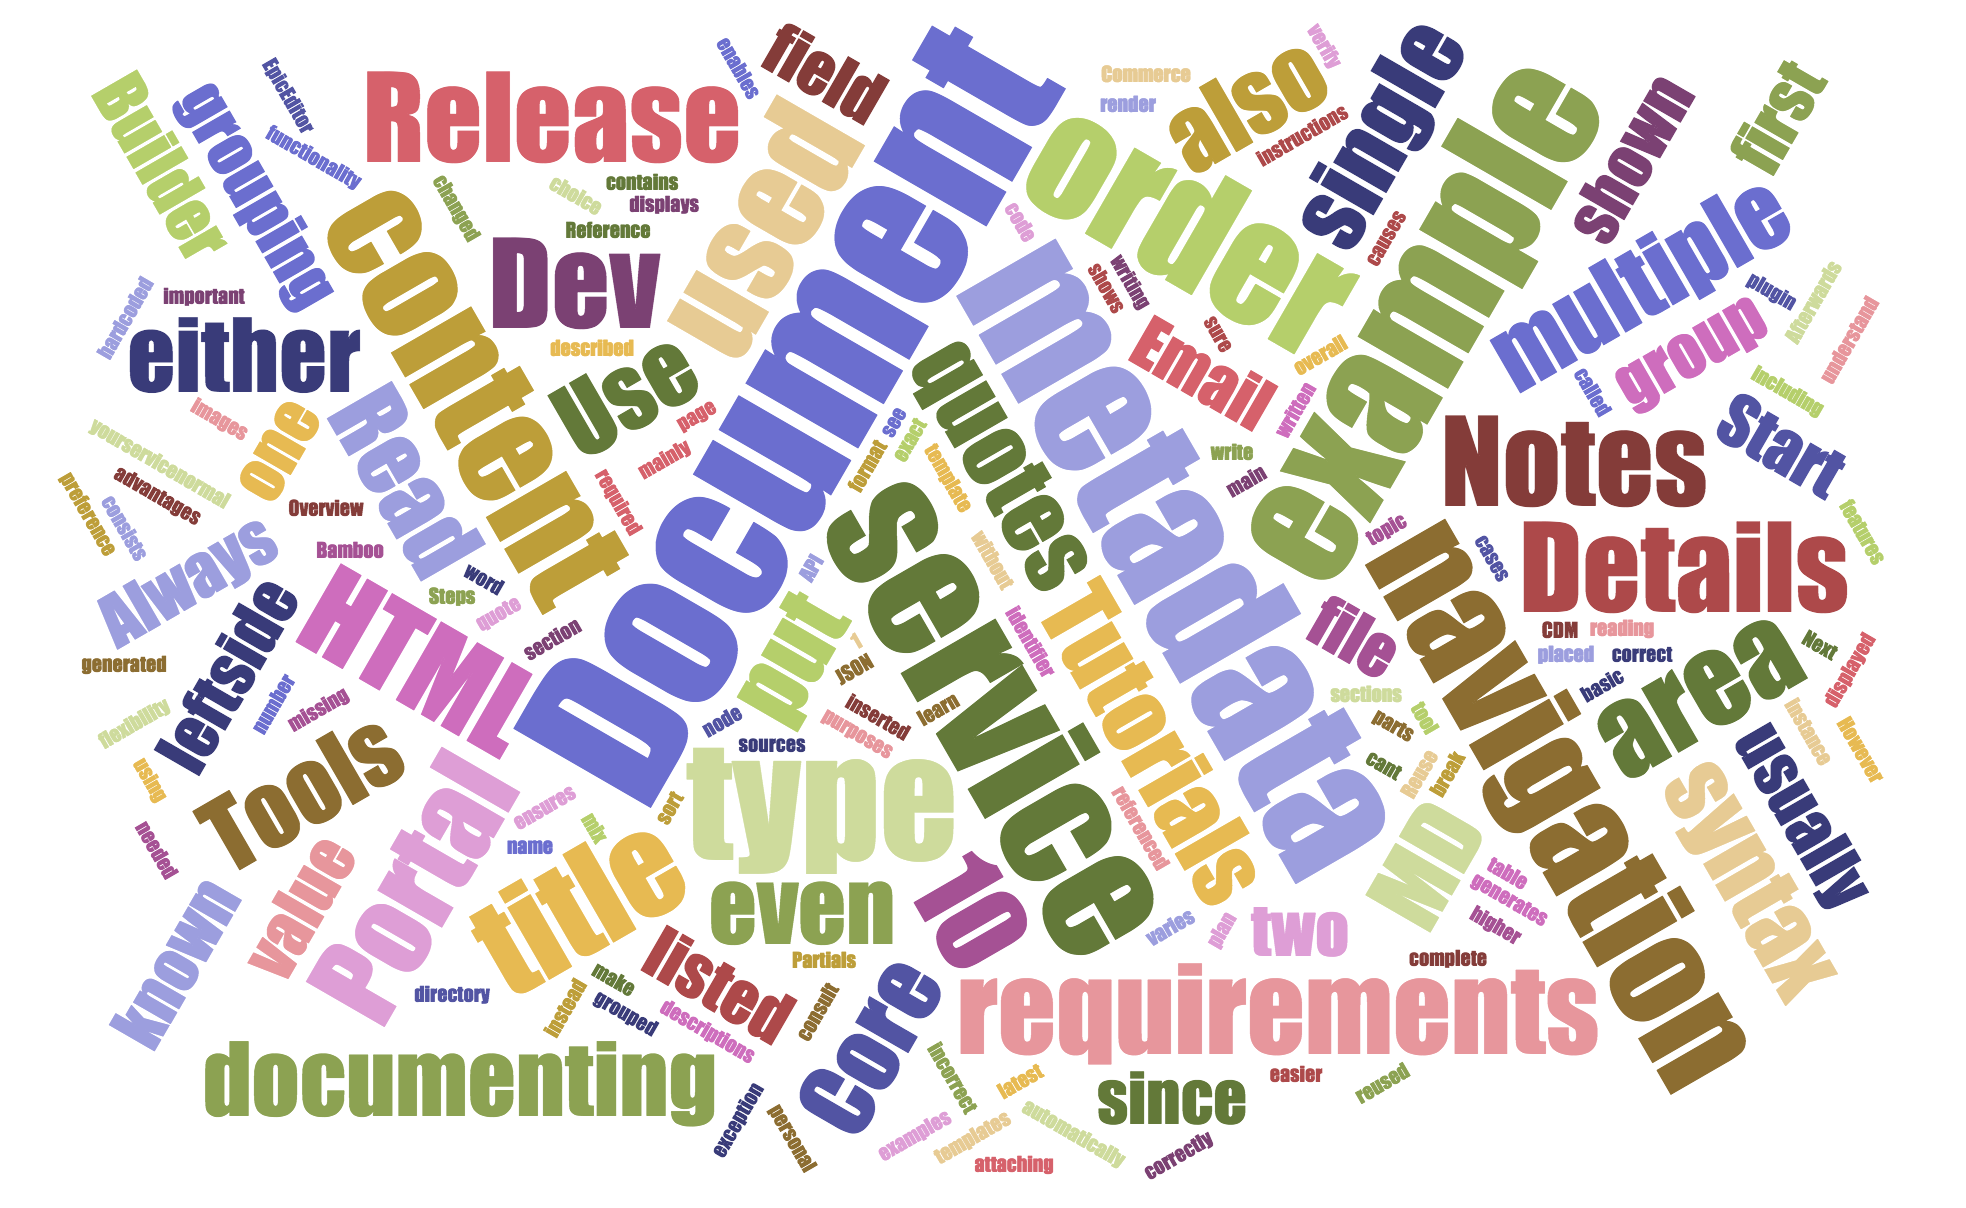 Builder
grouping
EpicEditor
functionality
Release
enables
field
used
Document
Commerce
render
also
verify
instructions
single
example
shown
first
changed
choice
contains
displays
Reference
Content
Dev
described
order
code
causes
multiple
plugin
Afterwards
understand
hardcoded
important
either
Use
metadata
writing
shows
sure
Email
overall
written
group
called
including
Start
images
one
Read
page
mainly
required
see
format
exact
quotes
template
write
main
Notes
features
yourservicenormal
advantages
preference
consists
Overview
Bamboo
Always
word
Steps
quote
section
API
service
without
topic
cases
Details
leftside
HTML
generated
number
missing
flexibility
using
needed
Tools
put
1
JSON
identifier
Tutorials
file
navigation
CDM
reading
placed
correct
basic
area
Next
displayed
node
sources
inserted
purposes
learn
sections
tool
parts
cant
Reuse
break
instance
However
usually
syntax
Portal
value
known
ensures
mix
name
sort
type
title
even
10
referenced
MD
table
generates
higher
varies
plan
two
complete
listed
Partials
directory
instead
make
grouped
descriptions
consult
core
requirements
documenting
exception
personal
incorrect
latest
examples
templates
automatically
attaching
correctly
since
easier
reused